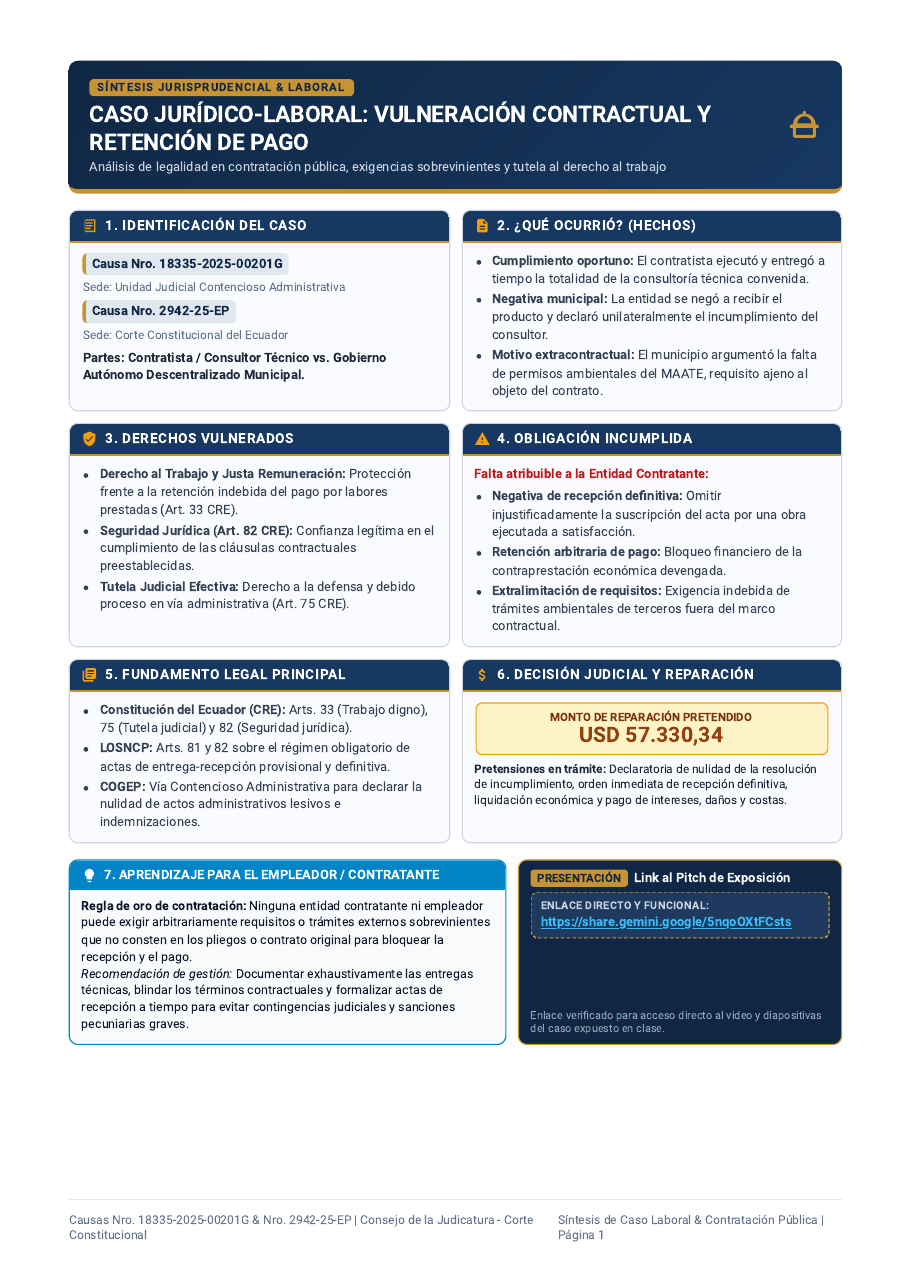 SÍNTESIS JURISPRUDENCIAL & LABORAL
CASO JURÍDICO-LABORAL: VULNERACIÓN CONTRACTUAL Y
RETENCIÓN DE PAGO
Análisis de legalidad en contratación pública, exigencias sobrevinientes y tutela al derecho al trabajo
1. IDENTIFICACIÓN DEL CASO
Causa Nro. 18335-2025-00201G
Sede: Unidad Judicial Contencioso Administrativa
Causa Nro. 2942-25-EP
Sede: Corte Constitucional del Ecuador
Partes: Contratista / Consultor Técnico vs. Gobierno
Autónomo Descentralizado Municipal.
2. ¿QUÉ OCURRIÓ? (HECHOS)
• Cumplimiento oportuno: El contratista ejecutó y entregó a
tiempo la totalidad de la consultoría técnica convenida.
• Negativa municipal: La entidad se negó a recibir el
producto y declaró unilateralmente el incumplimiento del
consultor.
• Motivo extracontractual: El municipio argumentó la falta
de permisos ambientales del MAATE, requisito ajeno al
objeto del contrato.
3. DERECHOS VULNERADOS
• Derecho al Trabajo y Justa Remuneración: Protección
frente a la retención indebida del pago por labores
prestadas (Art. 33 CRE).
• Seguridad Jurídica (Art. 82 CRE): Confianza legítima en el
cumplimiento de las cláusulas contractuales
preestablecidas.
• Tutela Judicial Efectiva: Derecho a la defensa y debido
proceso en vía administrativa (Art. 75 CRE).
4. OBLIGACIÓN INCUMPLIDA
Falta atribuible a la Entidad Contratante:
• Negativa de recepción definitiva: Omitir
injustificadamente la suscripción del acta por una obra
ejecutada a satisfacción.
• Retención arbitraria de pago: Bloqueo financiero de la
contraprestación económica devengada.
• Extralimitación de requisitos: Exigencia indebida de
trámites ambientales de terceros fuera del marco
contractual.
5. FUNDAMENTO LEGAL PRINCIPAL
• Constitución del Ecuador (CRE): Arts. 33 (Trabajo digno),
75 (Tutela judicial) y 82 (Seguridad jurídica).
• LOSNCP: Arts. 81 y 82 sobre el régimen obligatorio de
actas de entrega-recepción provisional y definitiva.
• COGEP: Vía Contencioso Administrativa para declarar la
nulidad de actos administrativos lesivos e
indemnizaciones.
6. DECISIÓN JUDICIAL Y REPARACIÓN
MONTO DE REPARACIÓN PRETENDIDO
USD 57.330,34
Pretensiones en trámite: Declaratoria de nulidad de la resolución
de incumplimiento, orden inmediata de recepción definitiva,
liquidación económica y pago de intereses, daños y costas.
7. APRENDIZAJE PARA EL EMPLEADOR / CONTRATANTE
Regla de oro de contratación: Ninguna entidad contratante ni empleador
puede exigir arbitrariamente requisitos o trámites externos sobrevinientes
que no consten en los pliegos o contrato original para bloquear la
recepción y el pago.
Recomendación de gestión: Documentar exhaustivamente las entregas
técnicas, blindar los términos contractuales y formalizar actas de
recepción a tiempo para evitar contingencias judiciales y sanciones
pecuniarias graves.
PRESENTACIÓN Link al Pitch de Exposición
ENLACE DIRECTO Y FUNCIONAL:
https://share.gemini.google/5nqoOXtFCsts
Enlace verificado para acceso directo al video y diapositivas
del caso expuesto en clase.
Causas Nro. 18335-2025-00201G & Nro. 2942-25-EP | Consejo de la Judicatura - Corte
Constitucional
Síntesis de Caso Laboral & Contratación Pública |
Página 1